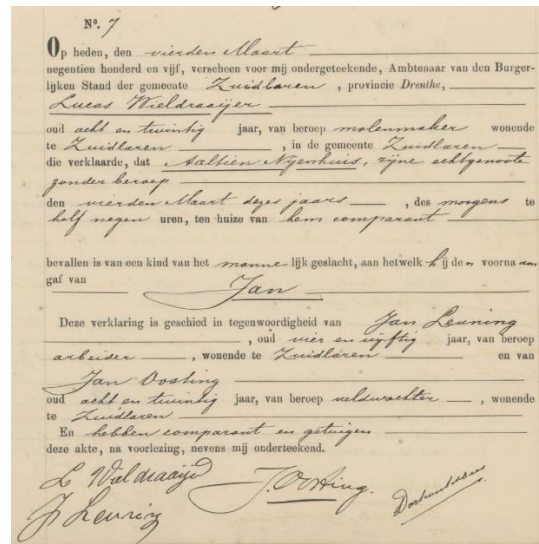 Nº. 7
Op heden, den vierden Maart
negentien honderd en vijf, verscheen voor mij ondergeteekende, Ambtenaar van den Burger-
lijken Stand der gemeente Zuidlaren, provincie Drenthe,
Lucas Wieldraaijer
oud acht en twintig jaar, van beroep molenmaker wonende
te Zuidlaren, in de gemeente Zuidlaren
die verklaarde, dat Aaltien Nijenhuis, zijne echtgenoote
zonder beroep
den vierden Maart dezes jaars, des morgens te
half negen uren, ten huize van hem comparant
bevallen is van een kind van het mannelijk geslacht, aan hetwelk hij den voornaam
gaf van
Jan
Deze verklaring is geschied in tegenwoordigheid van Jan Leuning
, oud vier en vijftig jaar, van beroep
arbeider, wonende te Zuidlaren en van
Jan Oosting
oud acht en twintig jaar, van beroep veldwachter, wonende
te Zuidlaren
En hebben comparant en getuigen
deze akte, na voorlezing, nevens mij onderteekend.
L Wieldraaijer
J. Oosting.
J Leuning